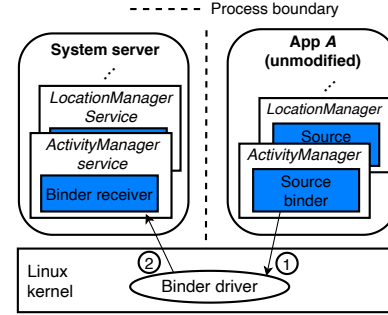 Process boundary
System server
...
LocationManager
Service
ActivityManager
service
Binder receiver
App A
(unmodified)
...
LocationManager
Source
ActivityManager
Source
binder
2
1
Linux
kernel
Binder driver